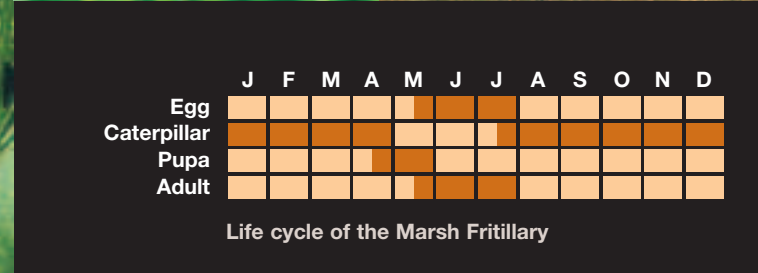 J F M A M J J A S O N D
Egg
Caterpillar
Pupa
Adult
Life cycle of the Marsh Fritillary